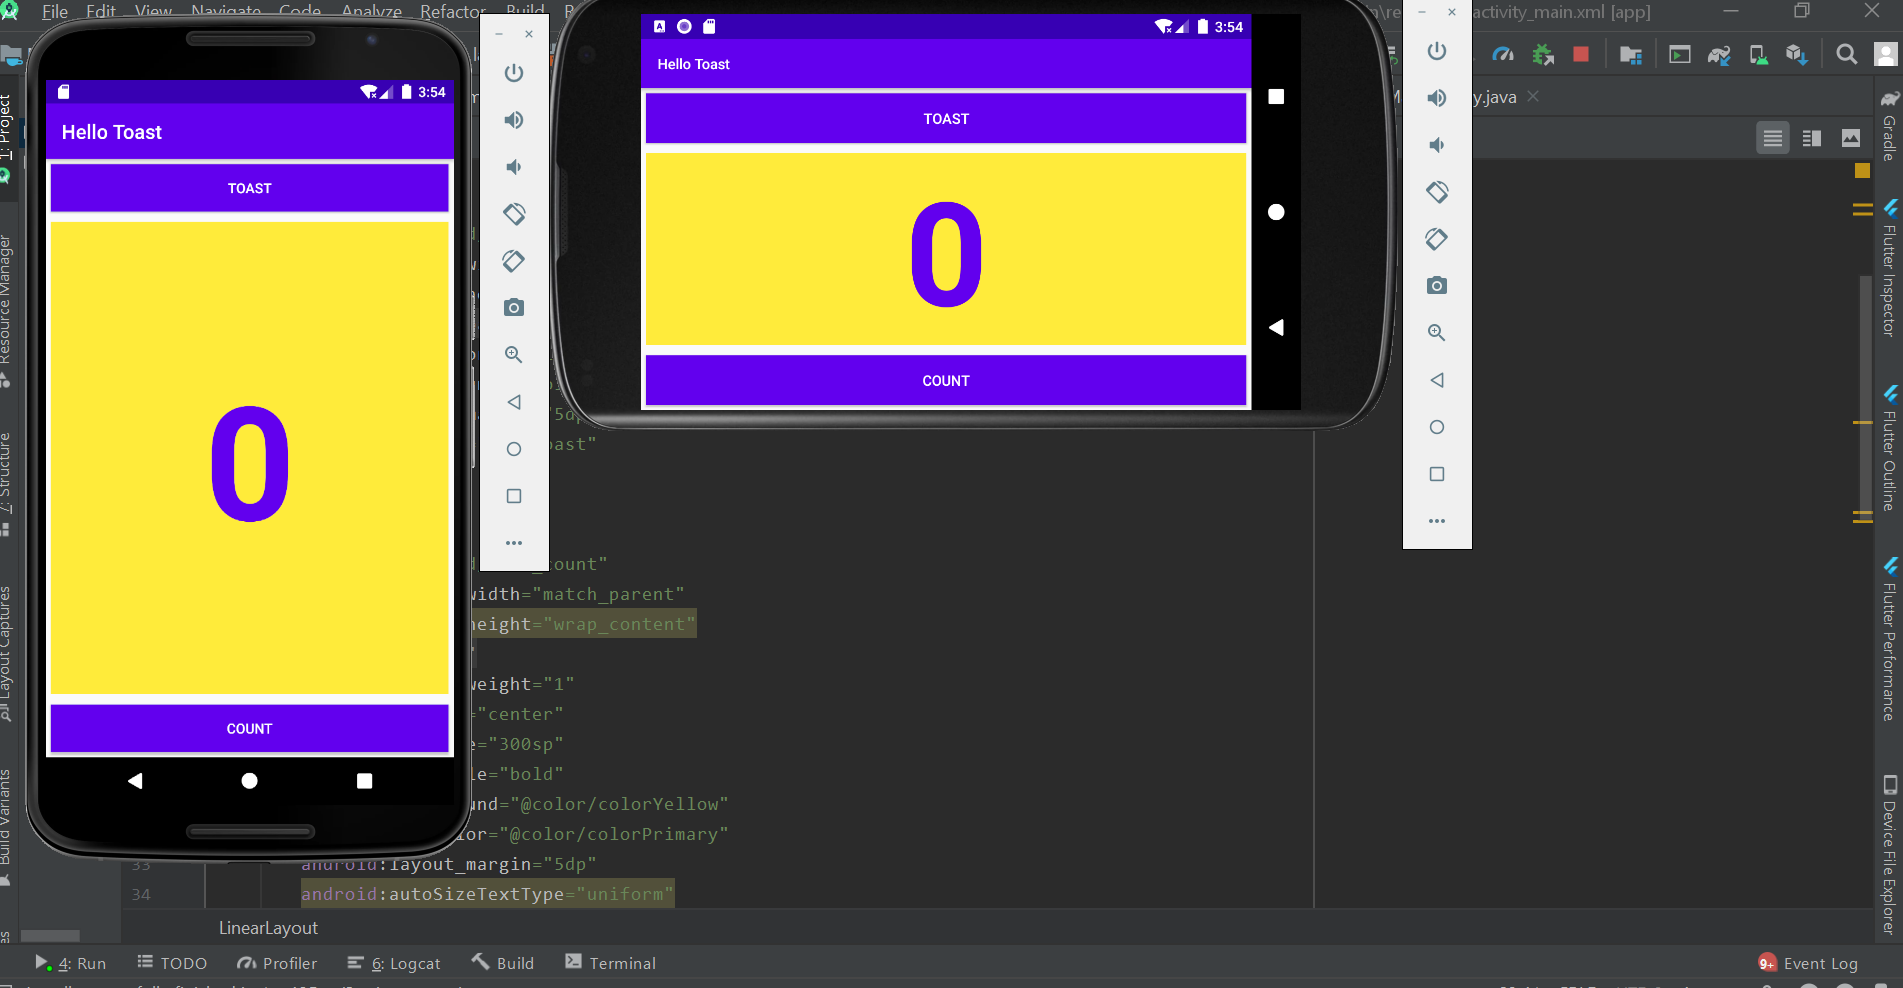 File Edit View Navigate Code Analyze Refactor Build
activity_main.xml [app]
3:54
Hello Toast
TOAST
0
COUNT
3:54
Hello Toast
TOAST
0
COUNT
y.java
1: Project
Resource Manager
7: Structure
Layout Captures
Build Variants
Gradle
Flutter Inspector
Flutter Outline
Flutter Performance
Device File Explorer
"5dp
oast"
_count"
width="match_parent"
height="wrap_content"
weight="1"
="center"
e="300sp"
le="bold"
und="@color/colorYellow"
lor="@color/colorPrimary"
33 android:layout_margin="5dp"
34 android:autoSizeTextType="uniform"
LinearLayout
4: Run TODO Profiler 6: Logcat Build Terminal 9+ Event Log